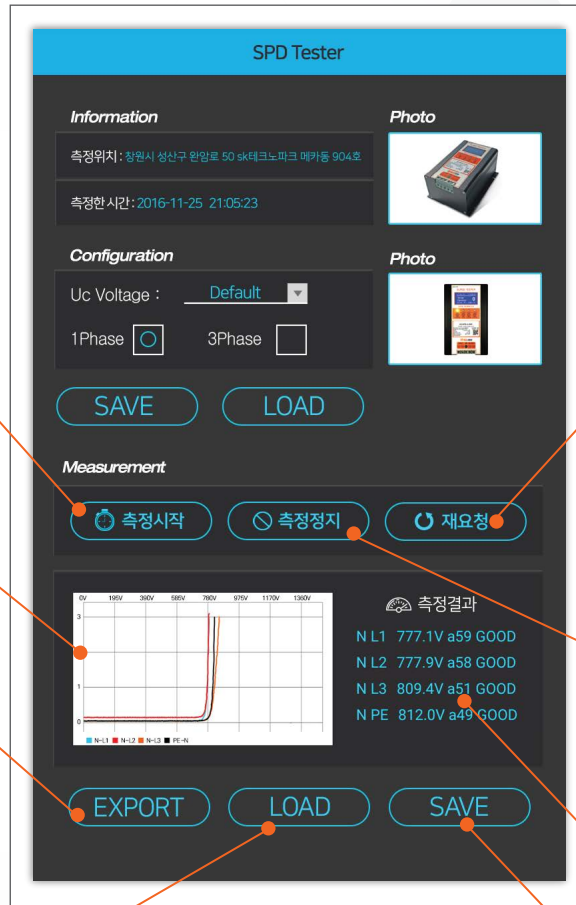 SPD Tester
Information
Photo
측정위치 : 창원시 성산구 완암로 50 sk테크노파크 메카동 904호
측정한 시간 : 2016-11-25 21:05:23
Configuration
Photo
Uc Voltage : Default
1Phase 3Phase
SAVE LOAD
Measurement
측정시작 측정정지 재요청
0V 195V 390V 585V 780V 975V 1170V 1360V
3
1
0
N-L1 N-L2 N-L3 PE-N
측정결과
N L1 777.1V a59 GOOD
N L2 777.9V a58 GOOD
N L3 809.4V a51 GOOD
N PE 812.0V a49 GOOD
EXPORT LOAD SAVE